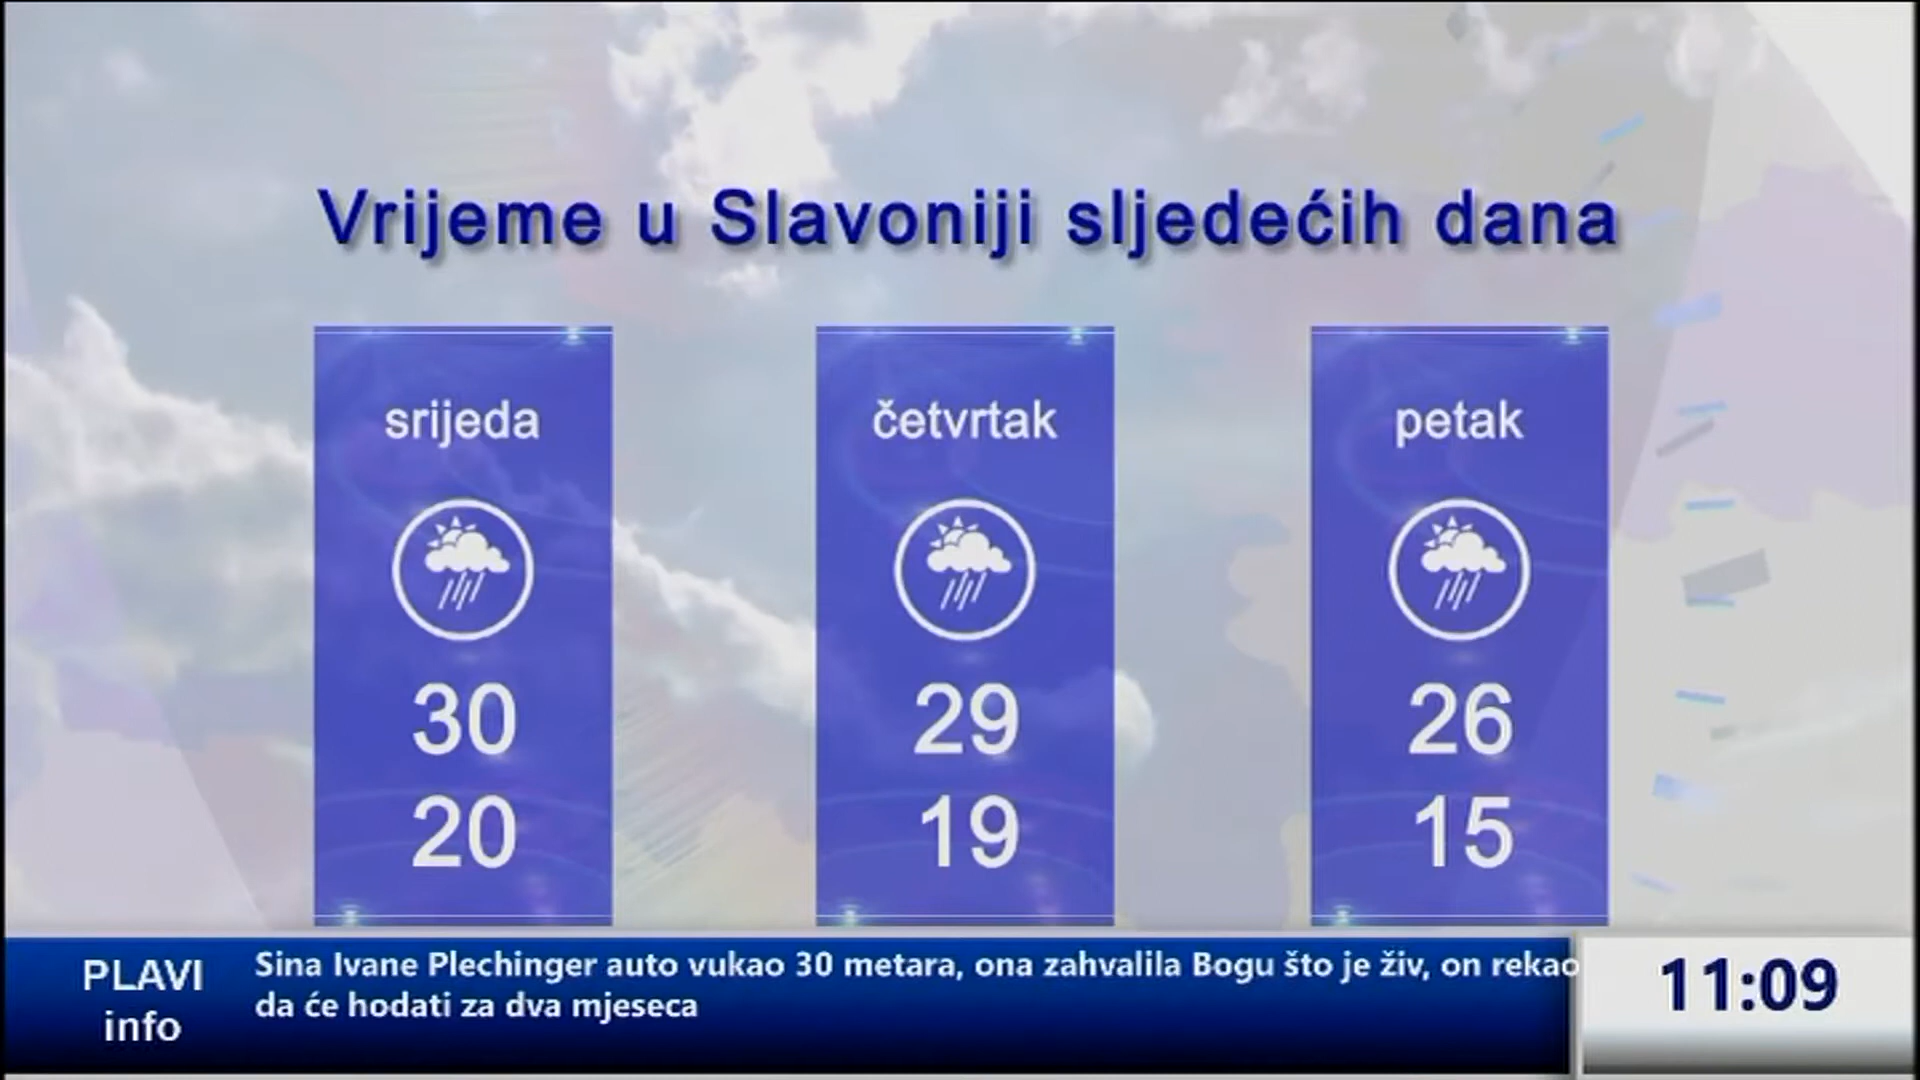 Vrijeme u Slavoniji sljedećih dana
srijeda
30
20
četvrtak
29
19
petak
26
15
PLAVI
info
Sina Ivane Plechinger auto vukao 30 metara, ona zahvalila Bogu što je živ, on rekao
da će hodati za dva mjeseca
11:09